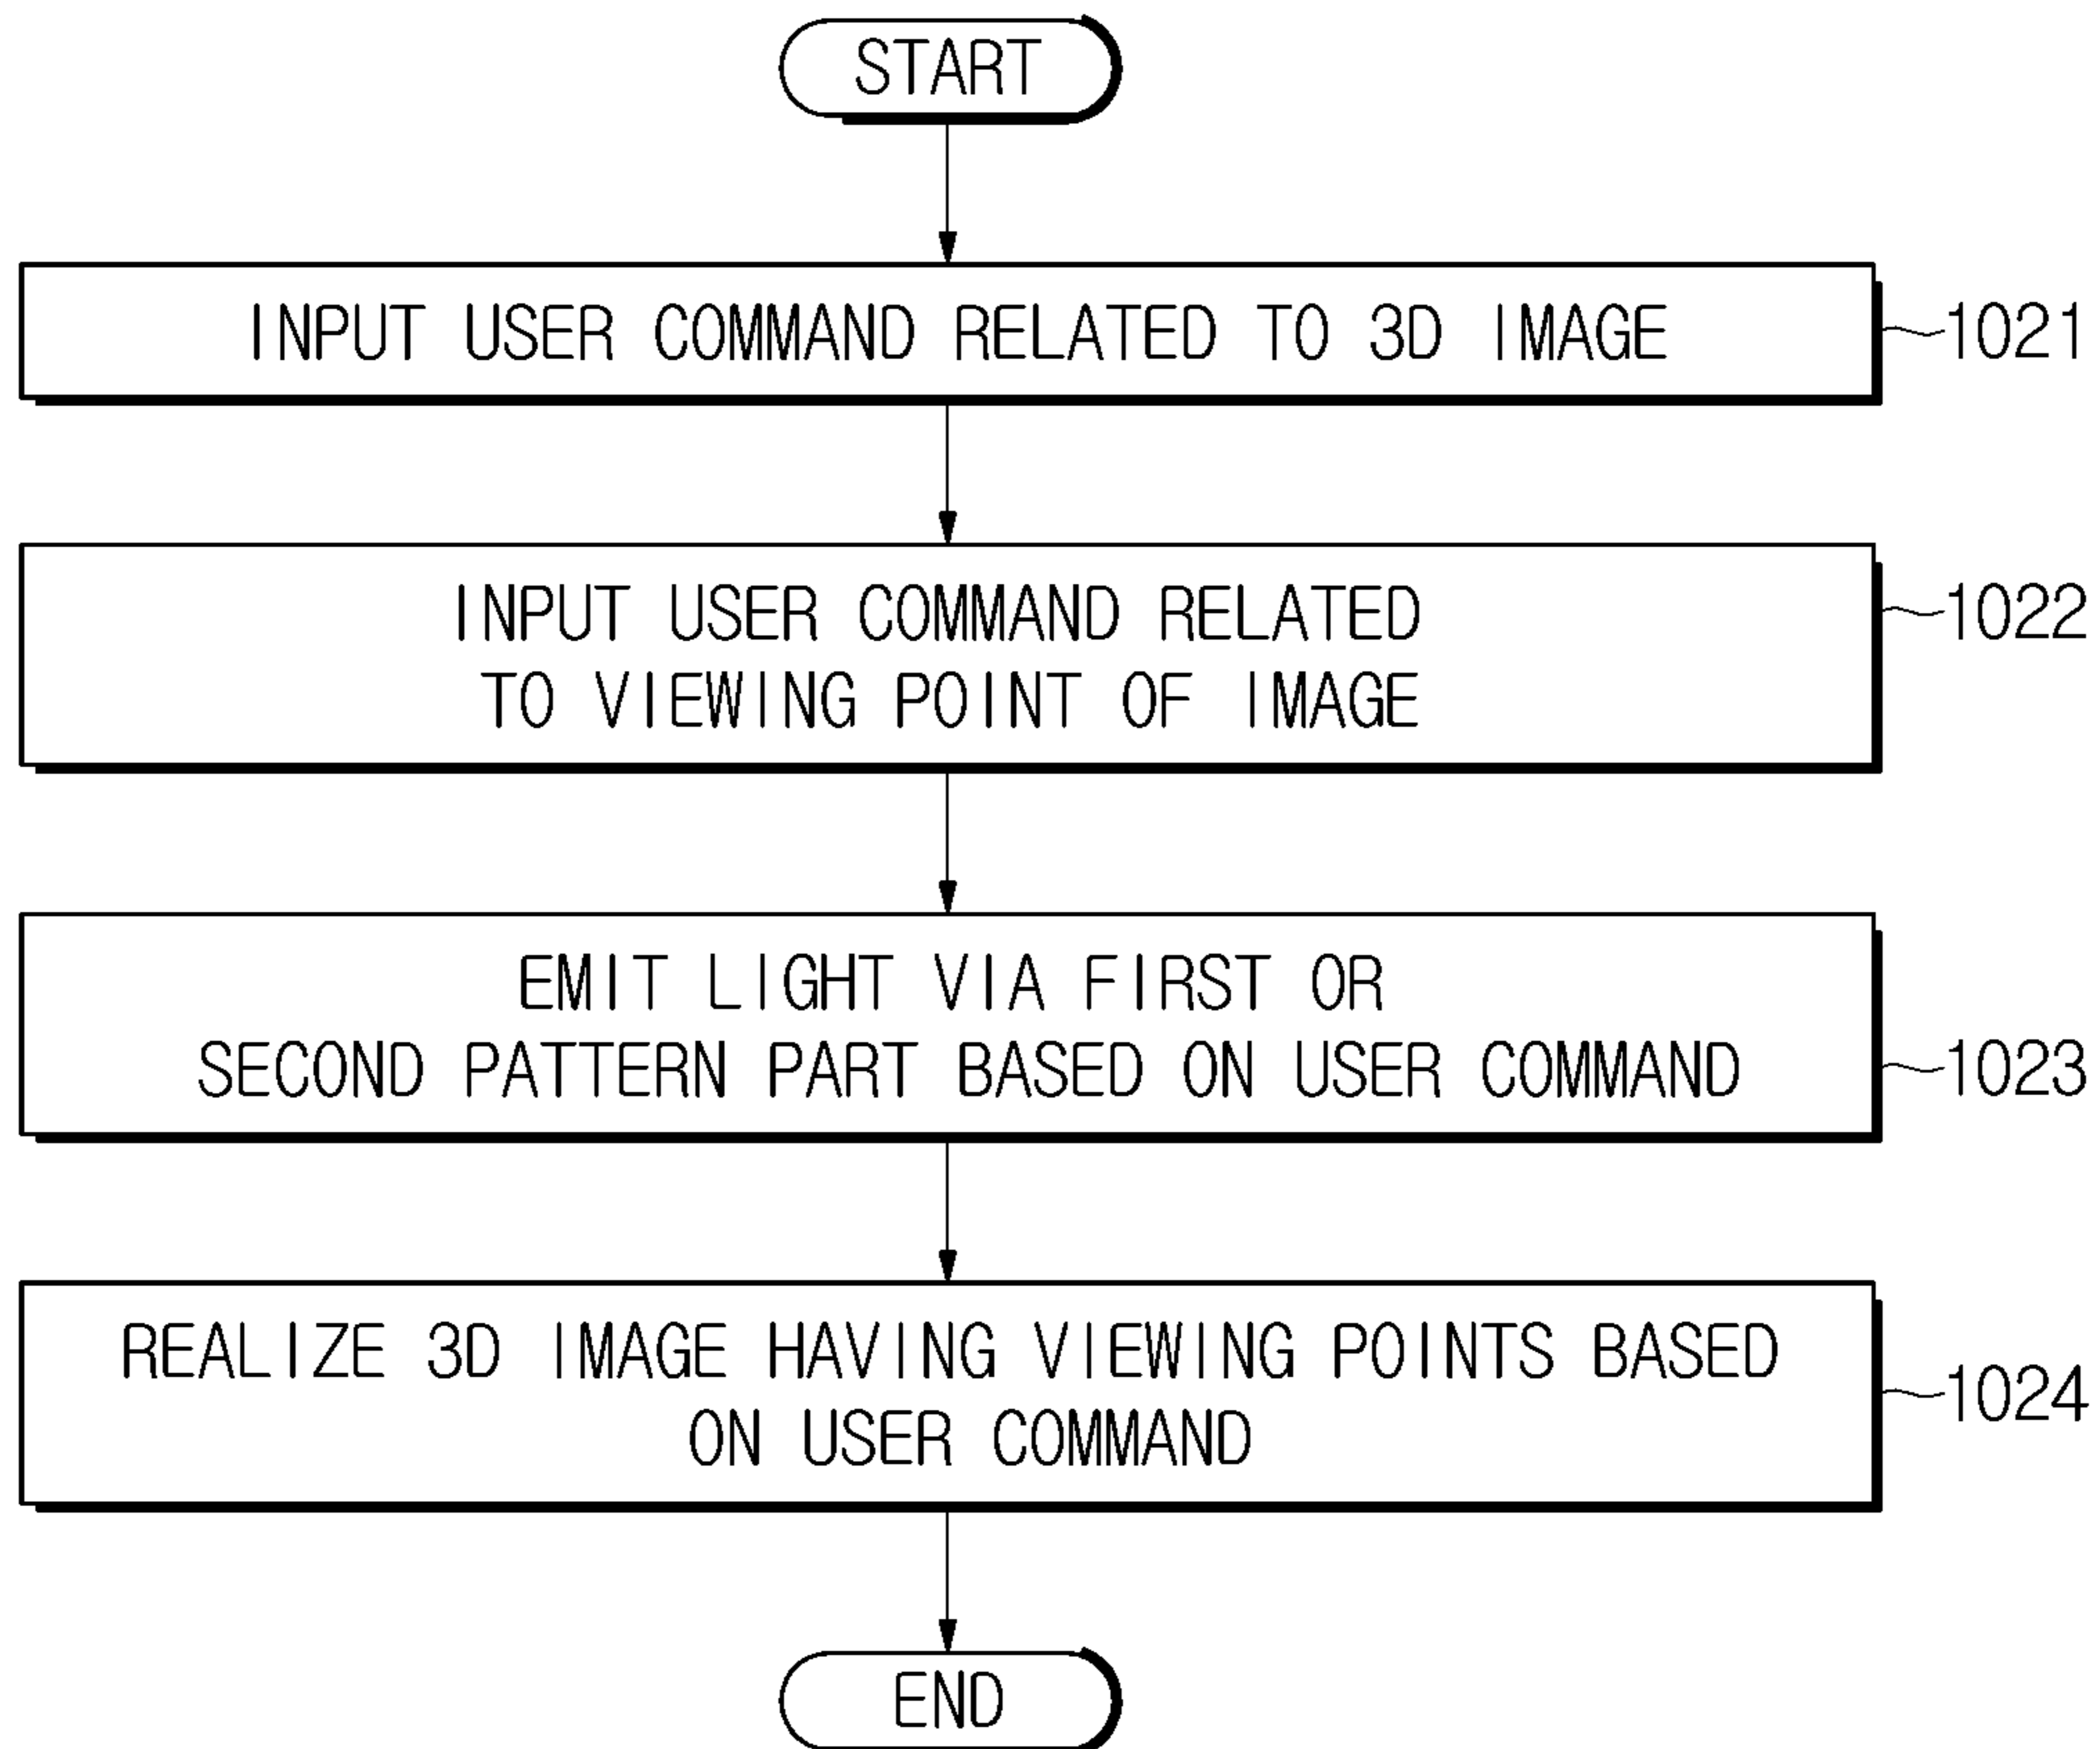 START
INPUT USER COMMAND RELATED TO 3D IMAGE
1021
INPUT USER COMMAND RELATED
TO VIEWING POINT OF IMAGE
1022
EMIT LIGHT VIA FIRST OR
SECOND PATTERN PART BASED ON USER COMMAND
1023
REALIZE 3D IMAGE HAVING VIEWING POINTS BASED
ON USER COMMAND
1024
END